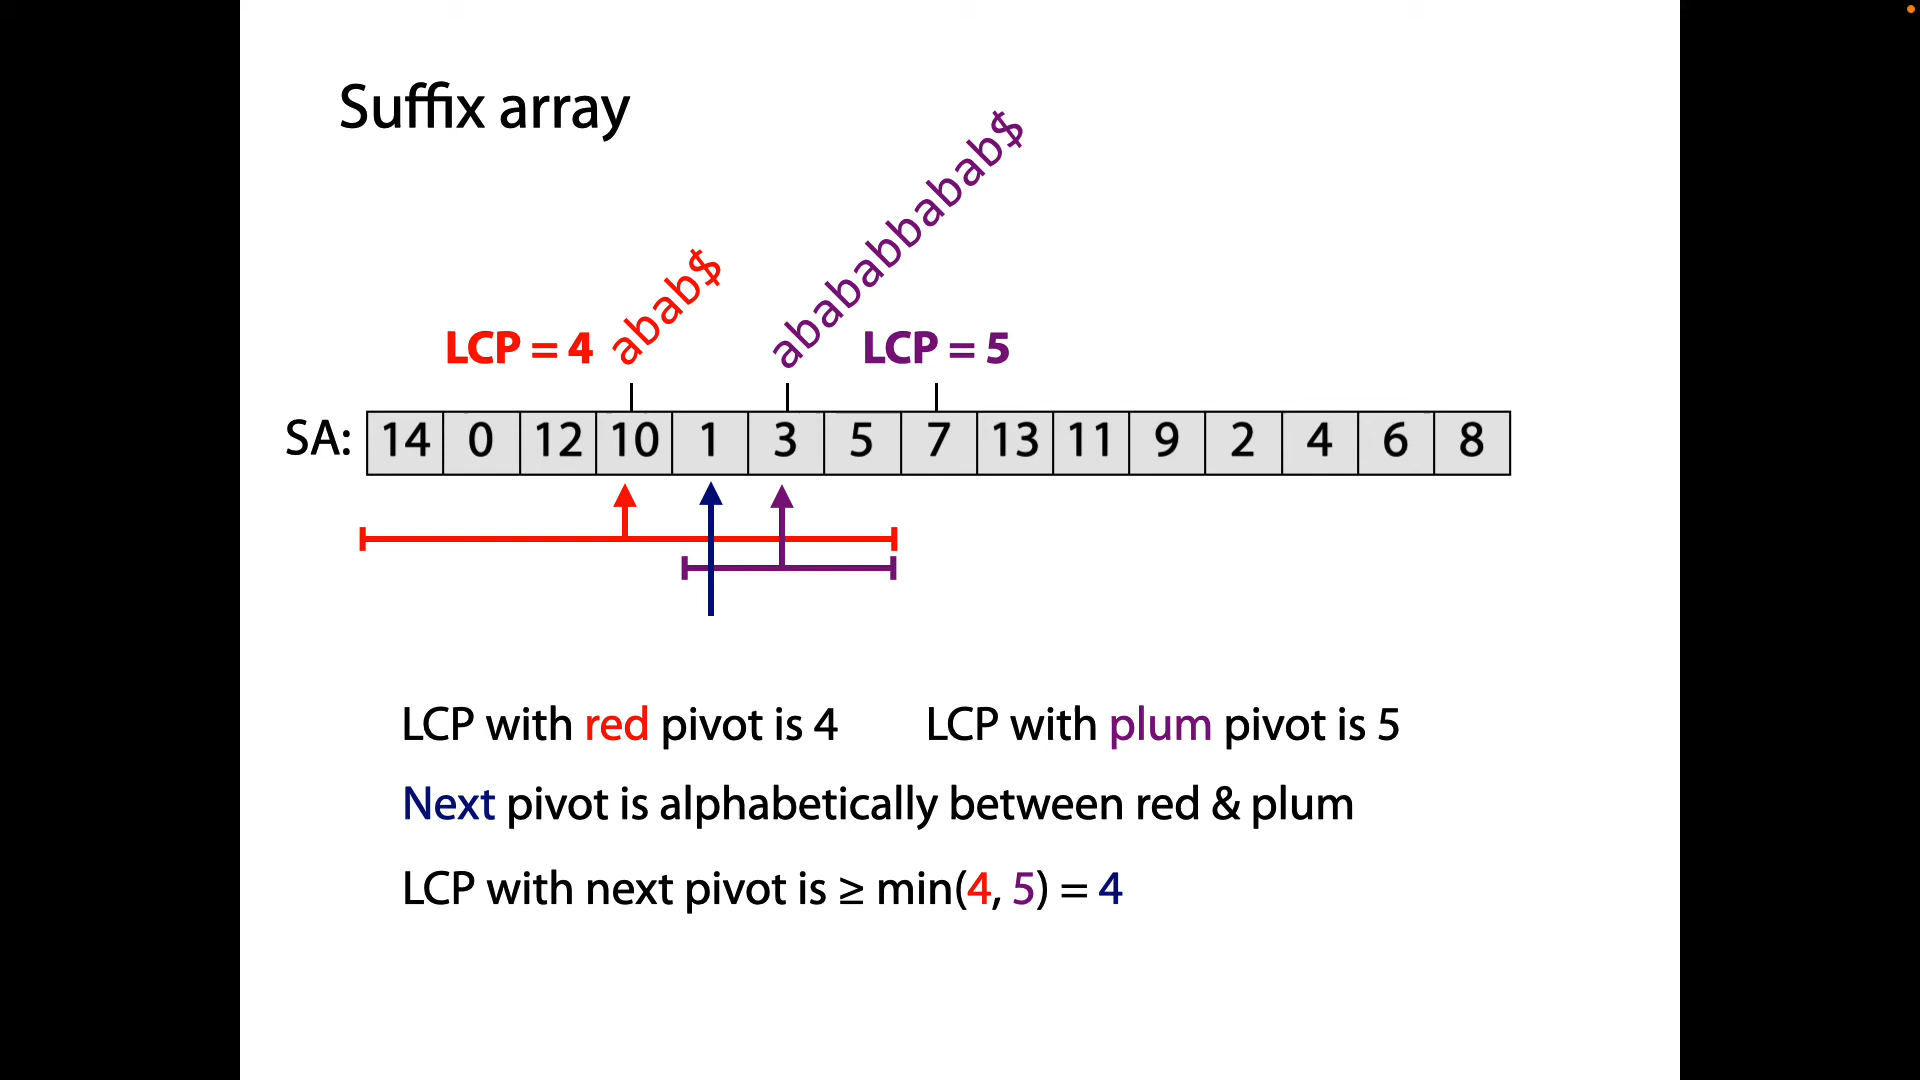 Suffix array
abab$
abababbabab$
LCP = 4
LCP = 5
SA: 14 0 12 10 1 3 5 7 13 11 9 2 4 6 8
LCP with red pivot is 4
LCP with plum pivot is 5
Next pivot is alphabetically between red & plum
LCP with next pivot is ≥ min(4, 5) = 4